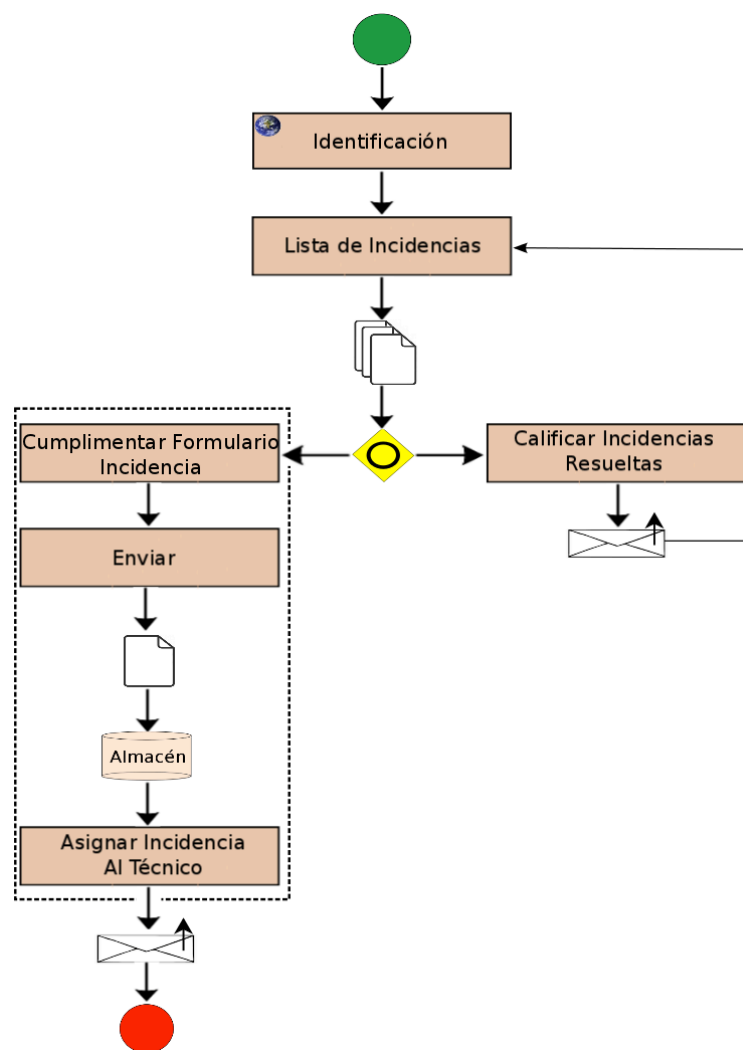 Identificación
Lista de Incidencias
Cumplimentar Formulario
Incidencia
Calificar Incidencias
Resueltas
Enviar
Almacén
Asignar Incidencia
Al Técnico